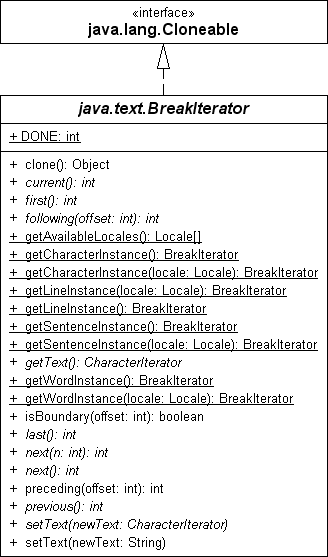 «interface»
java.lang.Cloneable
java.text.BreakIterator
+ DONE: int
+ clone(): Object
+ current(): int
+ first(): int
+ following(offset: int): int
+ getAvailableLocales(): Locale[]
+ getCharacterInstance(): BreakIterator
+ getCharacterInstance(locale: Locale): BreakIterator
+ getLineInstance(locale: Locale): BreakIterator
+ getLineInstance(): BreakIterator
+ getSentenceInstance(): BreakIterator
+ getSentenceInstance(locale: Locale): BreakIterator
+ getText(): CharacterIterator
+ getWordInstance(): BreakIterator
+ getWordInstance(locale: Locale): BreakIterator
+ isBoundary(offset: int): boolean
+ last(): int
+ next(n: int): int
+ next(): int
+ preceding(offset: int): int
+ previous(): int
+ setText(newText: CharacterIterator)
+ setText(newText: String)